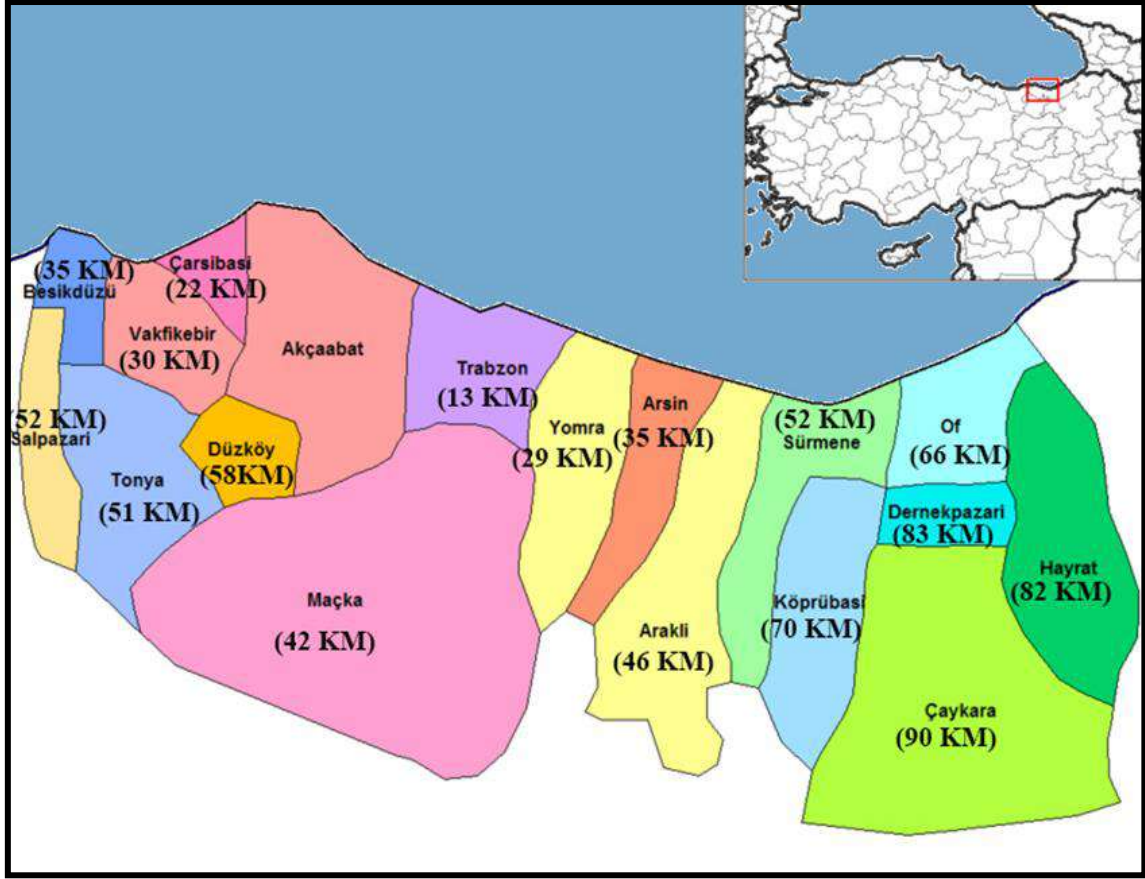 (35 KM)
Besikdüzü
Çarsibasi
(22 KM)
Vakfikebir
(30 KM)
Akçaabat
Trabzon
(13 KM)
(52 KM)
Salpazari
Tonya
(51 KM)
Düzköy
(58KM)
Maçka
(42 KM)
Yomra
(29 KM)
Arsin
(35 KM)
Arakli
(46 KM)
(52 KM)
Sürmene
Köprübasi
(70 KM)
Of
(66 KM)
Dernekpazari
(83 KM)
Hayrat
(82 KM)
Çaykara
(90 KM)